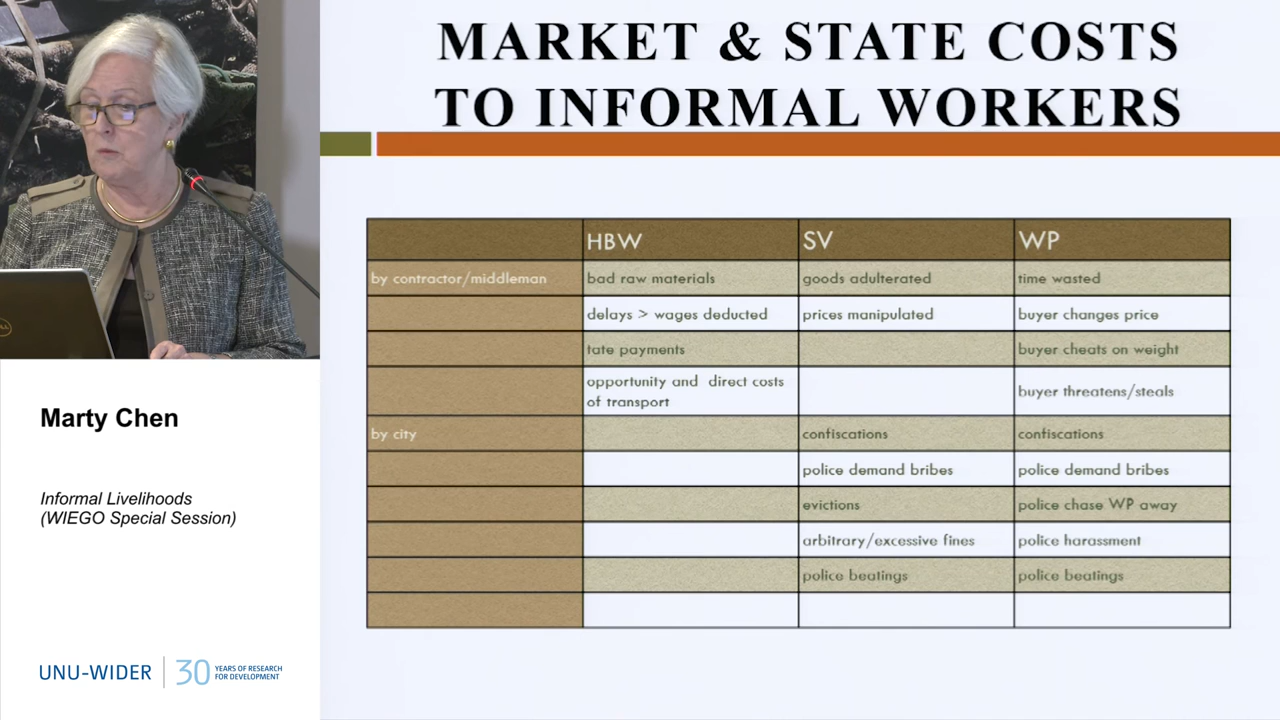 MARKET & STATE COSTS
TO INFORMAL WORKERS
HBW SV WP
by contractor/middleman bad raw materials goods adulterated time wasted
delays > wages deducted prices manipulated buyer changes price
tate payments buyer cheats on weight
opportunity and direct costs
of transport buyer threatens/steals
by city confiscations confiscations
police demand bribes police demand bribes
evictions police chase WP away
arbitrary/excessive fines police harassment
police beatings police beatings
Marty Chen
Informal Livelihoods
(WIEGO Special Session)
UNU-WIDER 30 YEARS OF RESEARCH
FOR DEVELOPMENT